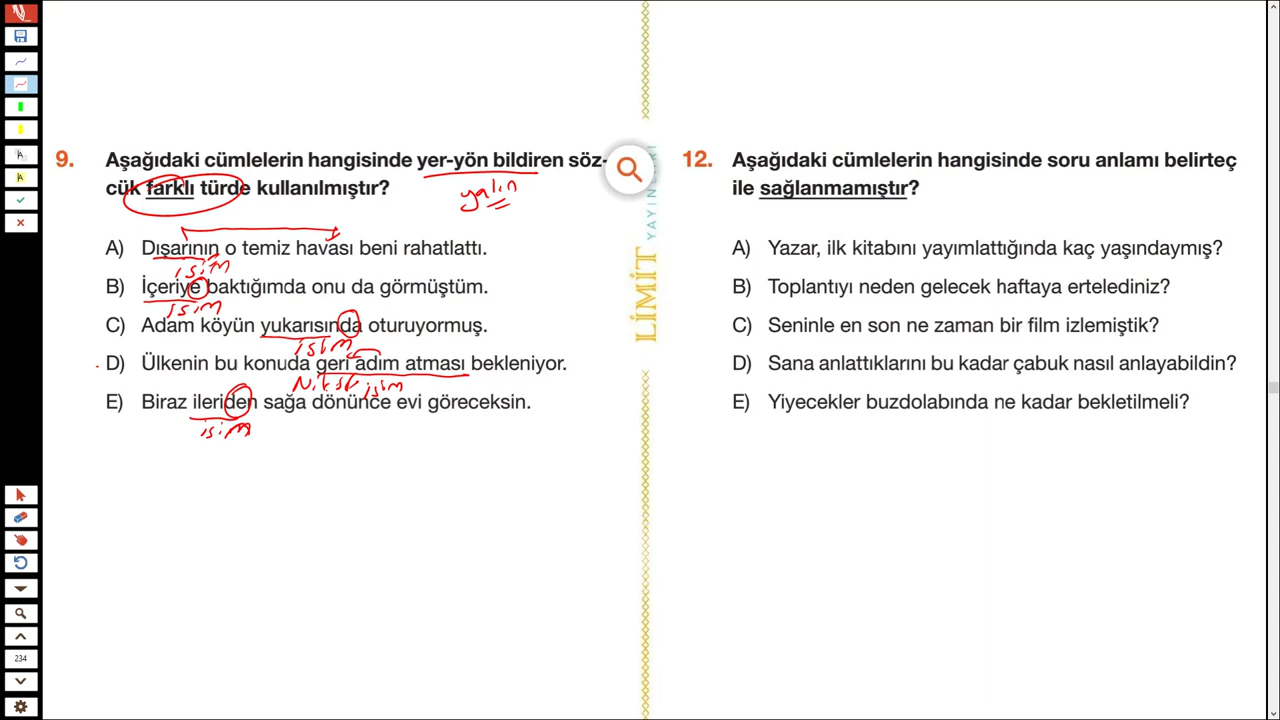 9. Aşağıdaki cümlelerin hangisinde yer-yön bildiren söz-
cük farklı türde kullanılmıştır?
yalın
A) Dışarının o temiz havası beni rahatlattı.
isim
B) İçeriye baktığımda onu da görmüştüm.
isim
C) Adam köyün yukarısında oturuyormuş.
isim
D) Ülkenin bu konuda geri adım atması bekleniyor.
isim
E) Biraz ileriden sağa dönünce evi göreceksin.
isim
LİMİT YAYINLERİ
12. Aşağıdaki cümlelerin hangisinde soru anlamı belirteç
ile sağlanmamıştır?
A) Yazar, ilk kitabını yayımlattığında kaç yaşındaymış?
B) Toplantıyı neden gelecek haftaya ertelediniz?
C) Seninle en son ne zaman bir film izlemiştik?
D) Sana anlattıklarını bu kadar çabuk nasıl anlayabildin?
E) Yiyecekler buzdolabında ne kadar bekletilmeli?
A
A
234